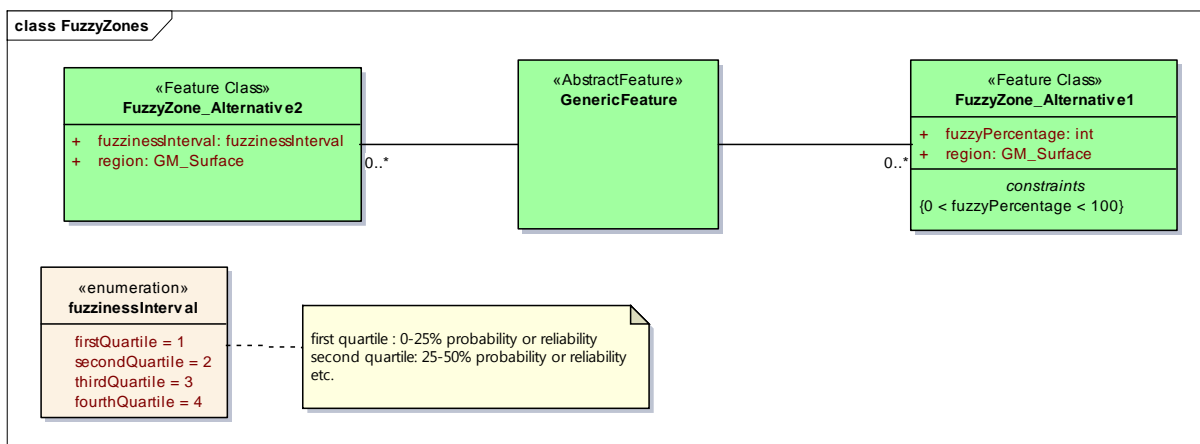 class FuzzyZones
«Feature Class»
FuzzyZone_Alternative2
+ fuzzinessInterval: fuzzinessInterval
+ region: GM_Surface
0..*
«AbstractFeature»
GenericFeature
0..*
«Feature Class»
FuzzyZone_Alternative1
+ fuzzyPercentage: int
+ region: GM_Surface
constraints
{0 < fuzzyPercentage < 100}
«enumeration»
fuzzinessInterval
firstQuartile = 1
secondQuartile = 2
thirdQuartile = 3
fourthQuartile = 4
first quartile : 0-25% probability or reliability
second quartile: 25-50% probability or reliability
etc.